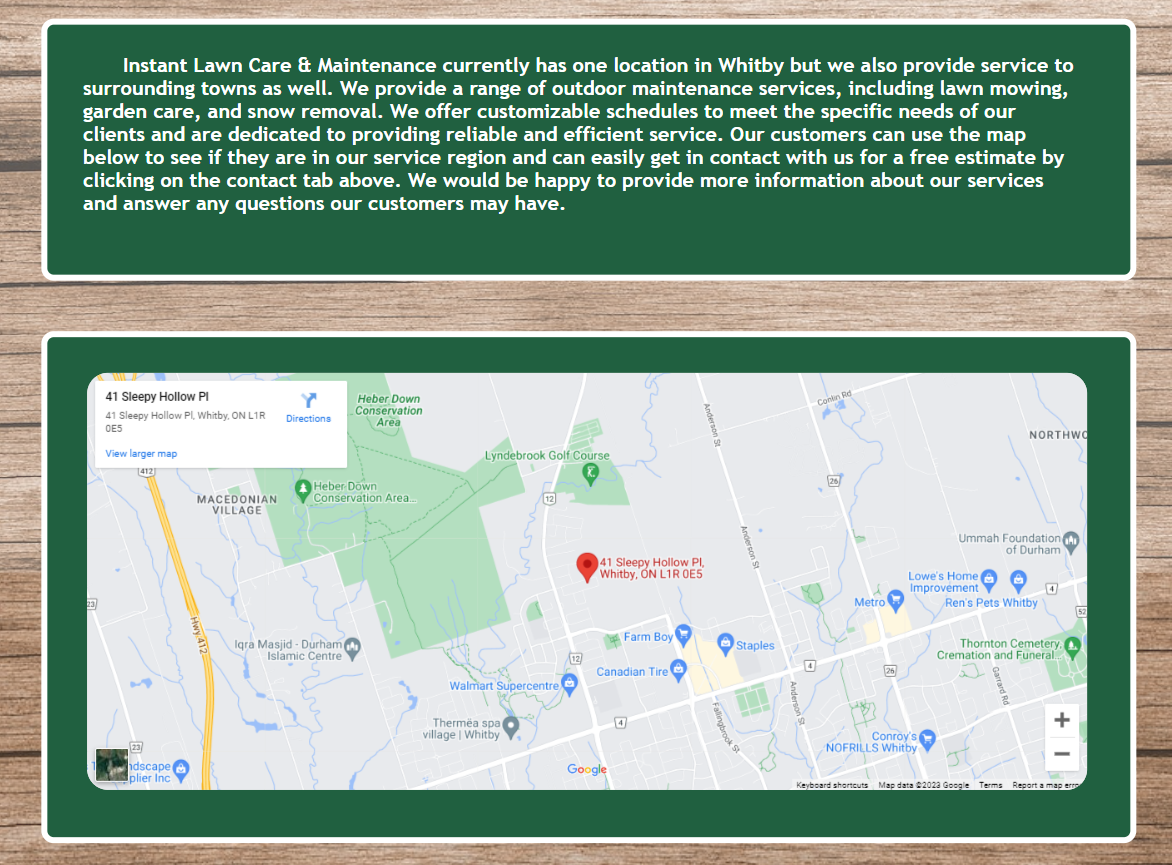 Instant Lawn Care & Maintenance currently has one location in Whitby but we also provide service to
surrounding towns as well. We provide a range of outdoor maintenance services, including lawn mowing,
garden care, and snow removal. We offer customizable schedules to meet the specific needs of our
clients and are dedicated to providing reliable and efficient service. Our customers can use the map
below to see if they are in our service region and can easily get in contact with us for a free estimate by
clicking on the contact tab above. We would be happy to provide more information about our services
and answer any questions our customers may have.
41 Sleepy Hollow Pl
41 Sleepy Hollow Pl, Whitby, ON L1R
0E5
Directions
View larger map
Heber Down
Conservation
Area
Conlin Rd
Anderson St
NORTHWO
Lyndebrook Golf Course
412
Heber Down
Conservation Area...
MACEDONIAN
VILLAGE
12
26
Anderson St
Ummah Foundation
of Durham
41 Sleepy Hollow Pl,
Whitby, ON L1R 0E5
Lowe's Home
Improvement
Ren's Pets Whitby
4
Metro
23
52
Hwy 412
Farm Boy
Staples
Iqra Masjid - Durham
Islamic Centre
12
Thornton Cemetery,
Cremation and Funeral...
Canadian Tire
4
26
Walmart Supercentre
Anderson St
Garrard Rd
Therméa spa
village | Whitby
4
Fallingbrook St
Conroy's
NOFRILLS Whitby
23
ndscape
plier Inc
Google
Keyboard shortcuts
Map data ©2023 Google
Terms
Report a map erro